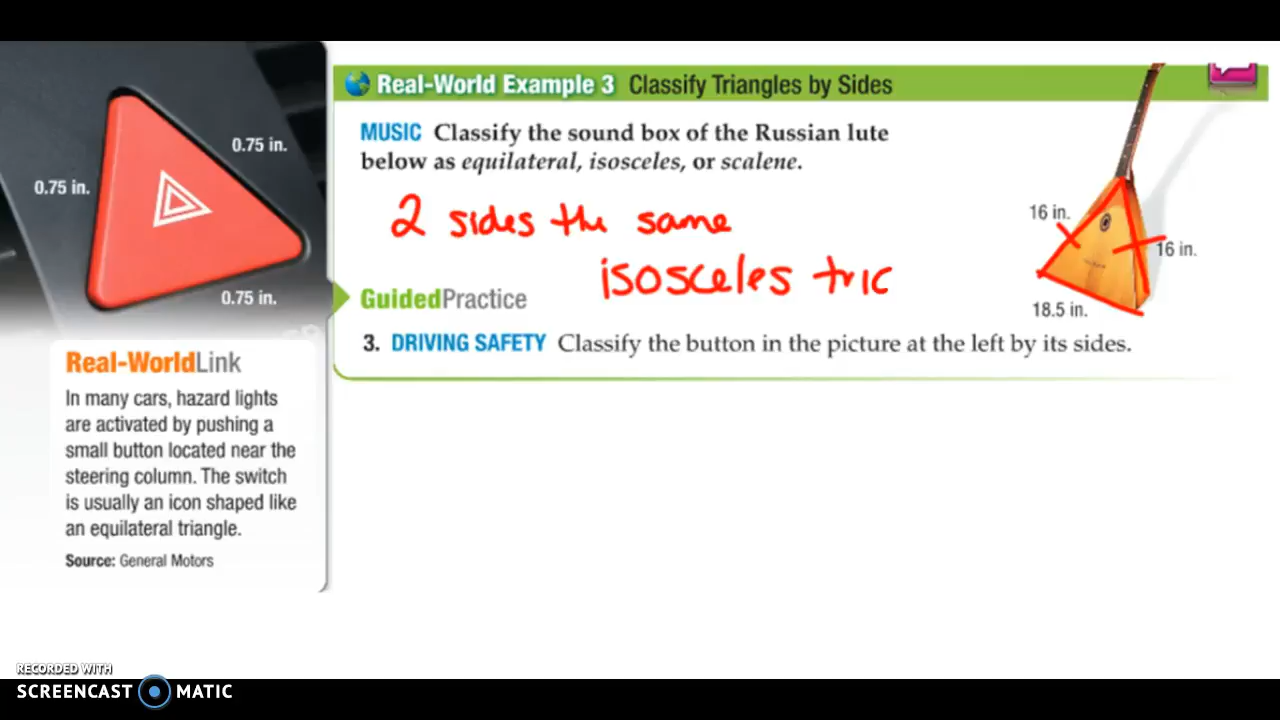 Real-World Example 3 Classify Triangles by Sides
MUSIC Classify the sound box of the Russian lute
below as equilateral, isosceles, or scalene.
2 sides the same
isosceles tric
16 in.
16 in.
18.5 in.
GuidedPractice
3. DRIVING SAFETY Classify the button in the picture at the left by its sides.
0.75 in.
0.75 in.
0.75 in.
Real-WorldLink
In many cars, hazard lights
are activated by pushing a
small button located near the
steering column. The switch
is usually an icon shaped like
an equilateral triangle.
Source: General Motors
RECORDED WITH
SCREENCAST MATIC